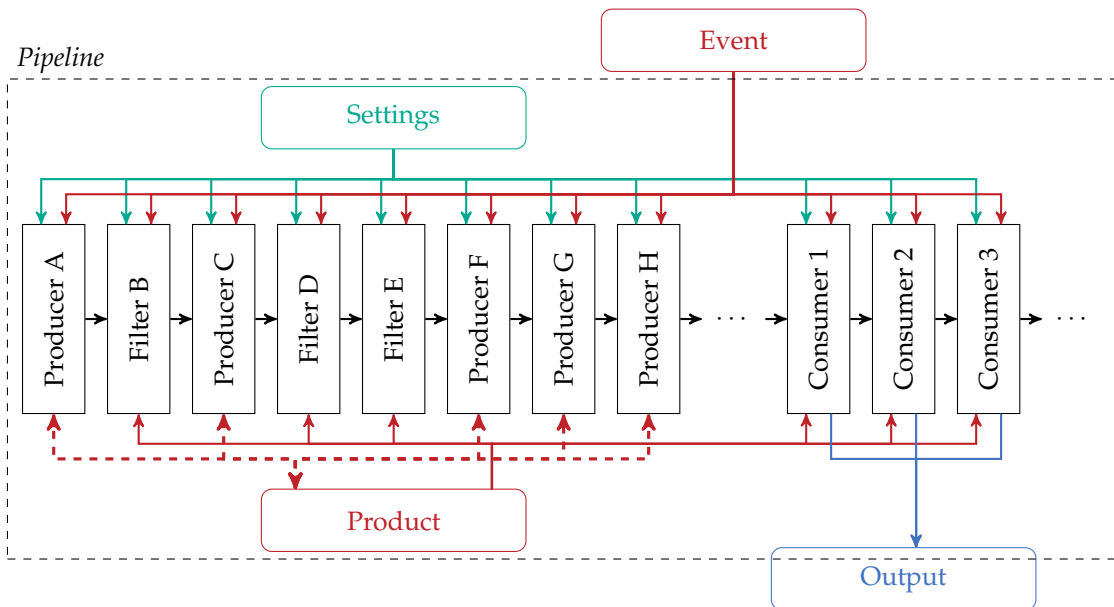 Event
Pipeline
Settings
Producer A
Filter B
Producer C
Filter D
Filter E
Producer F
Producer G
Producer H
· · ·
Consumer 1
Consumer 2
Consumer 3
· · ·
Product
Output